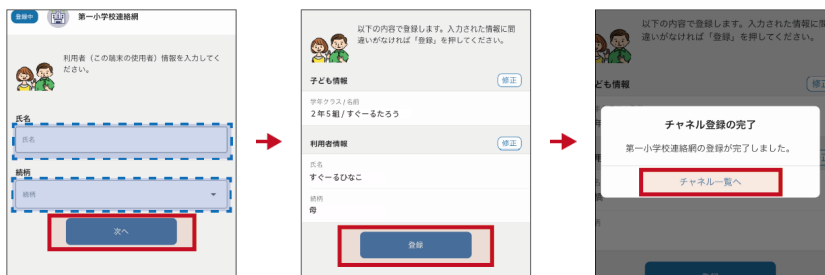 登録中
第一小学校連絡網
利用者（この端末の使用者）情報を入力してく
ださい。
氏名
氏名
続柄
続柄
次へ
以下の内容で登録します。入力された情報に間
違いがなければ「登録」を押してください。
子ども情報
修正
学年クラス/名前
2年5組/すぐーるたろう
利用者情報
修正
氏名
すぐーるひなこ
続柄
母
登録
以下の内容で登録します。入力された情報に間
違いがなければ「登録」を押してください。
ども情報
修正
チャネル登録の完了
第一小学校連絡網の登録が完了しました。
チャネル一覧へ